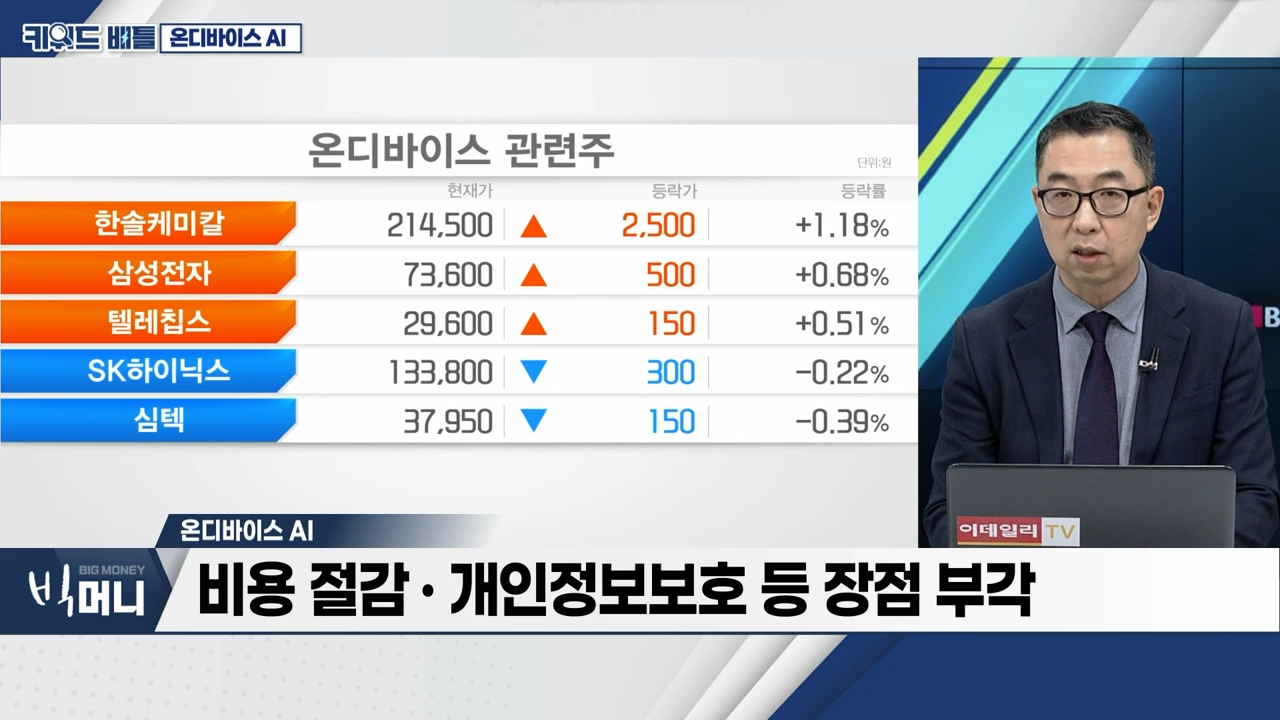 키워드 배틀 온디바이스 AI
온디바이스 관련주
단위:원
현재가 등락가 등락률
한솔케미칼 214,500 ▲ 2,500 +1.18%
삼성전자 73,600 ▲ 500 +0.68%
텔레칩스 29,600 ▲ 150 +0.51%
SK하이닉스 133,800 ▼ 300 -0.22%
심텍 37,950 ▼ 150 -0.39%
이데일리TV
온디바이스 AI
BIG MONEY
빅머니
비용 절감·개인정보보호 등 장점 부각